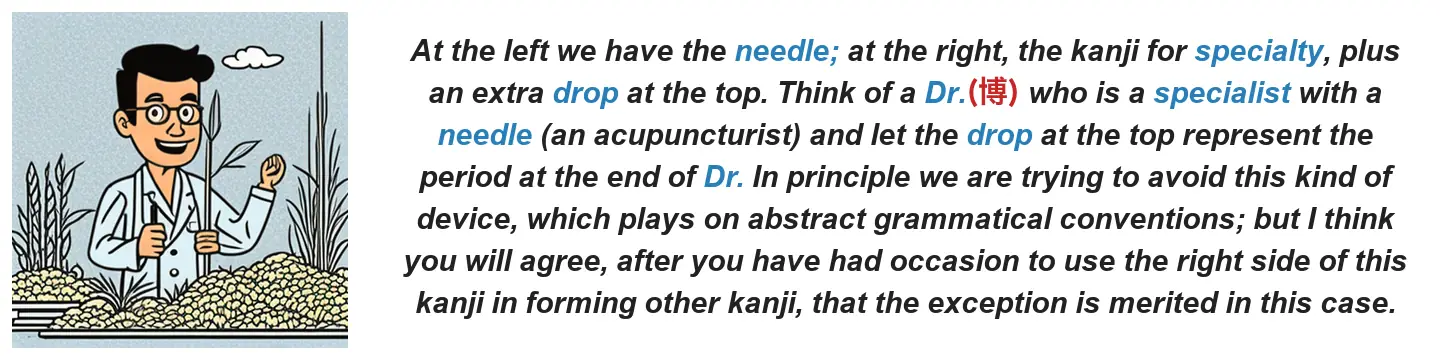 At the left we have the needle; at the right, the kanji for specialty, plus
an extra drop at the top. Think of a Dr.(博) who is a specialist with a
needle (an acupuncturist) and let the drop at the top represent the
period at the end of Dr. In principle we are trying to avoid this kind of
device, which plays on abstract grammatical conventions; but I think
you will agree, after you have had occasion to use the right side of this
kanji in forming other kanji, that the exception is merited in this case.